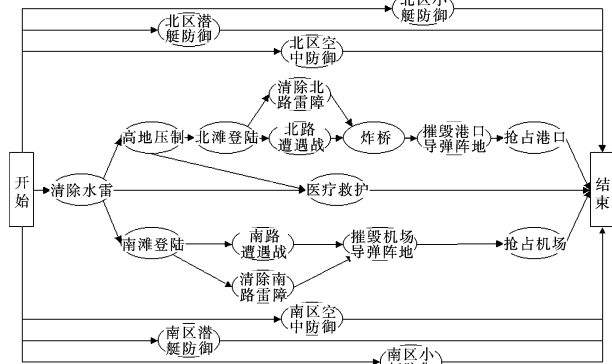 北区小
艇防御
北区潜
艇防御
北区空
中防御
清除北
路雷障
高地压制
北滩登陆
北路
遭遇战
炸桥
摧毁港口
导弹阵地
抢占港口
开
始
清除水雷
医疗救护
结
束
南滩登陆
南路
遭遇战
摧毁机场
导弹阵地
抢占机场
清除南
路雷障
南区空
中防御
南区潜
艇防御
南区小